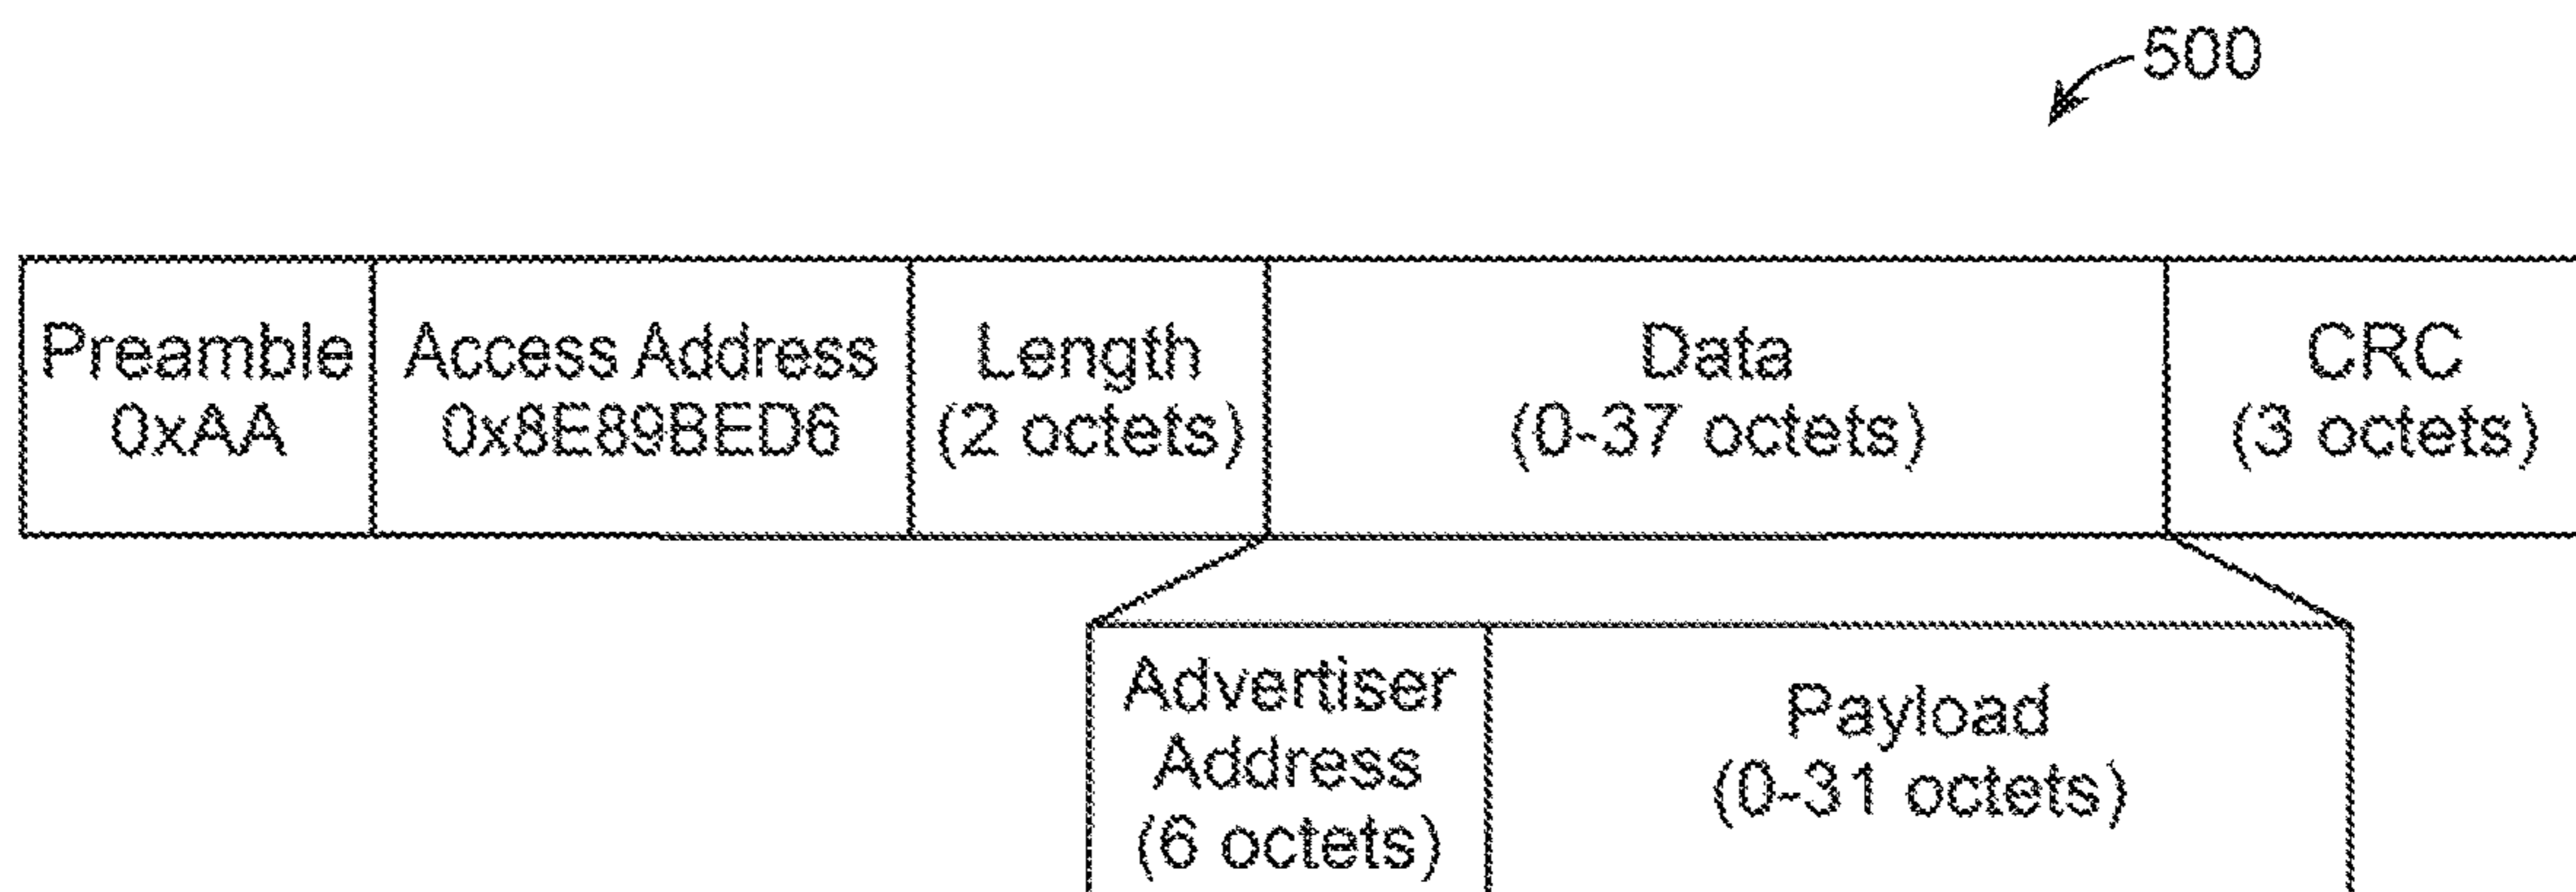 500
Preamble
0xAA
Access Address
0x8E89BED6
Length
(2 octets)
Data
(0-37 octets)
CRC
(3 octets)
Advertiser
Address
(6 octets)
Payload
(0-31 octets)